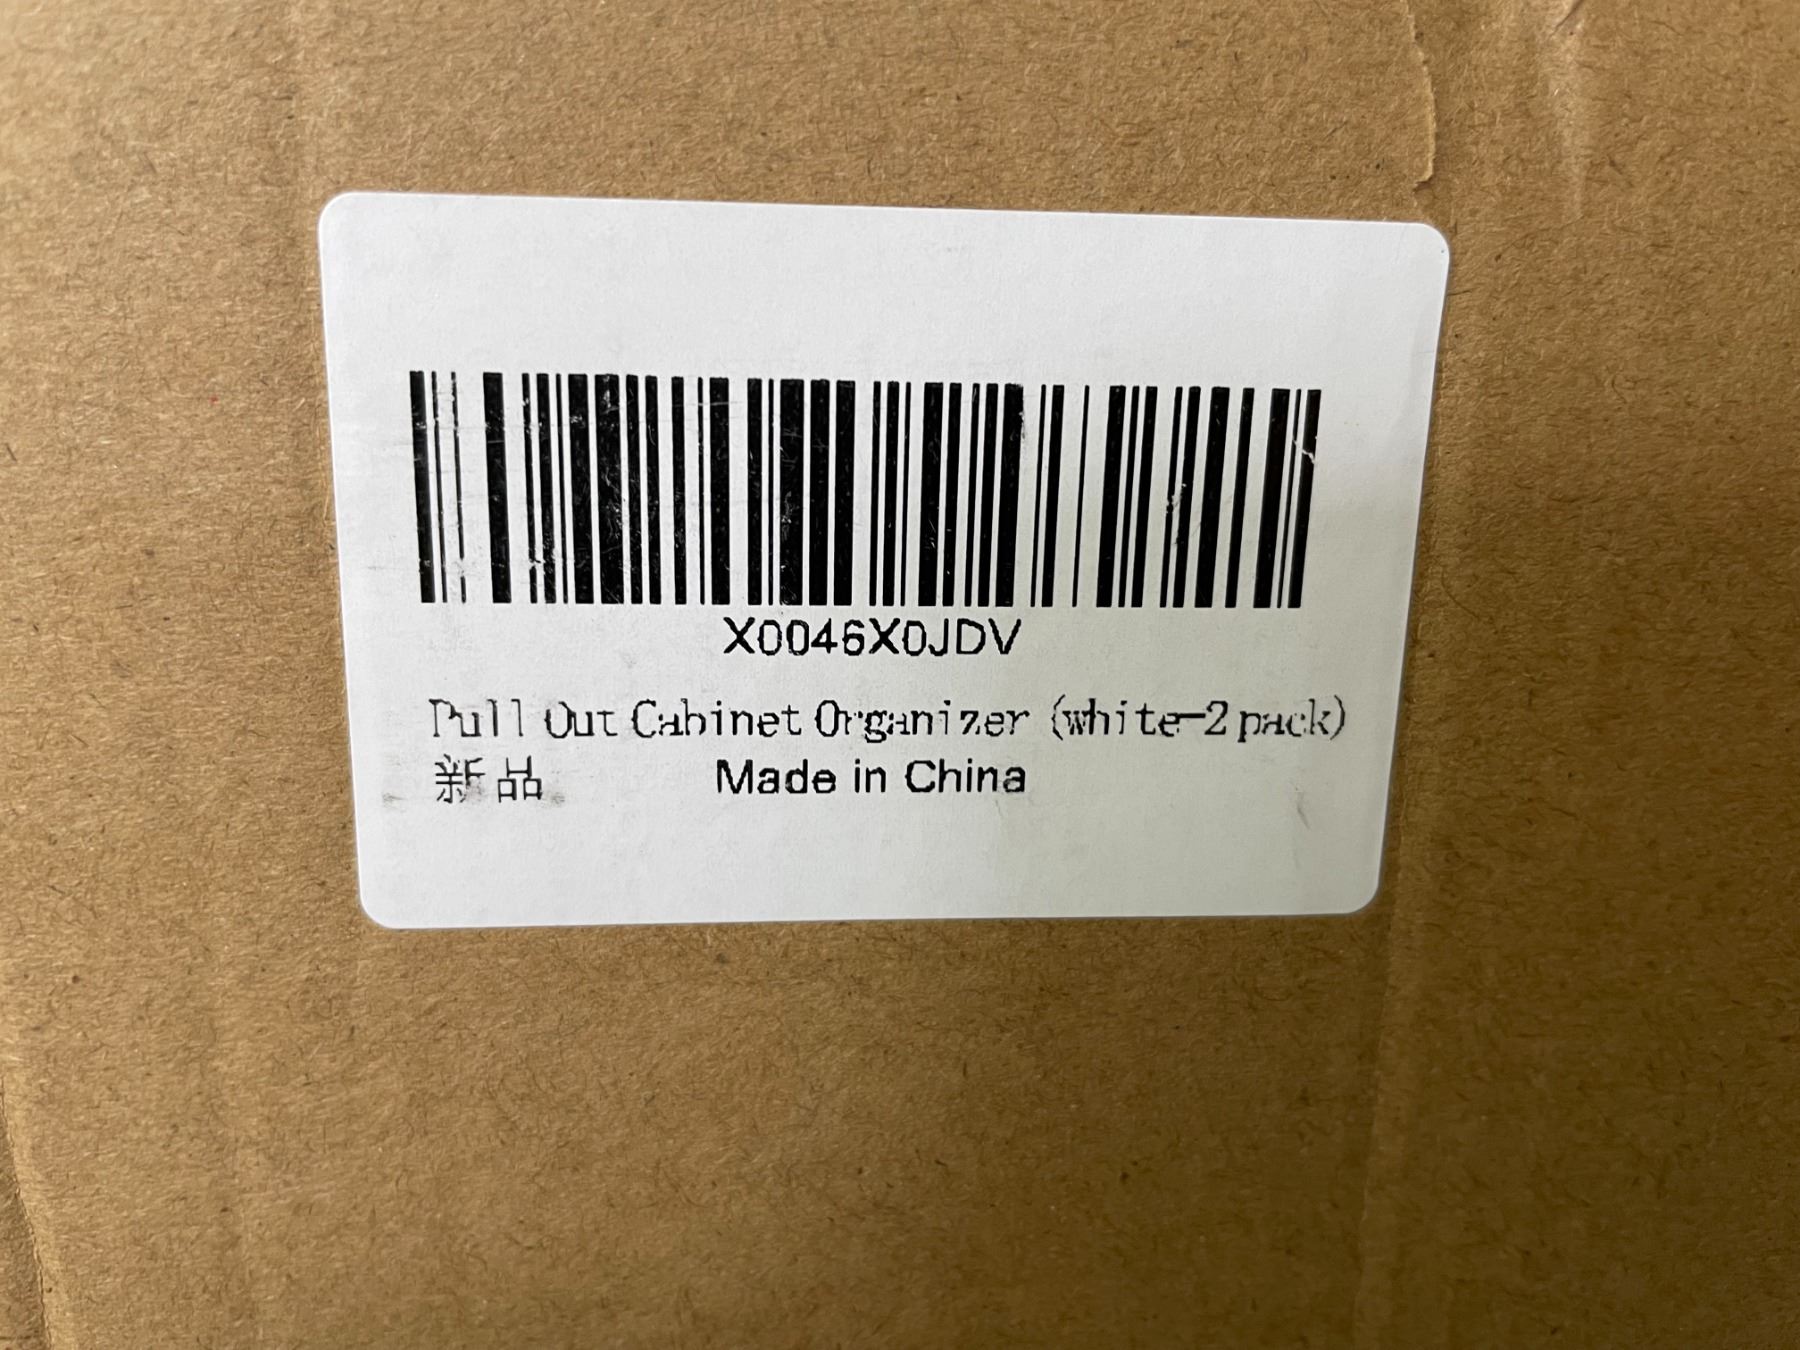 X0046X0JDV
Pull Out Cabinet Organizer (white-2 pack)
新品 Made in China